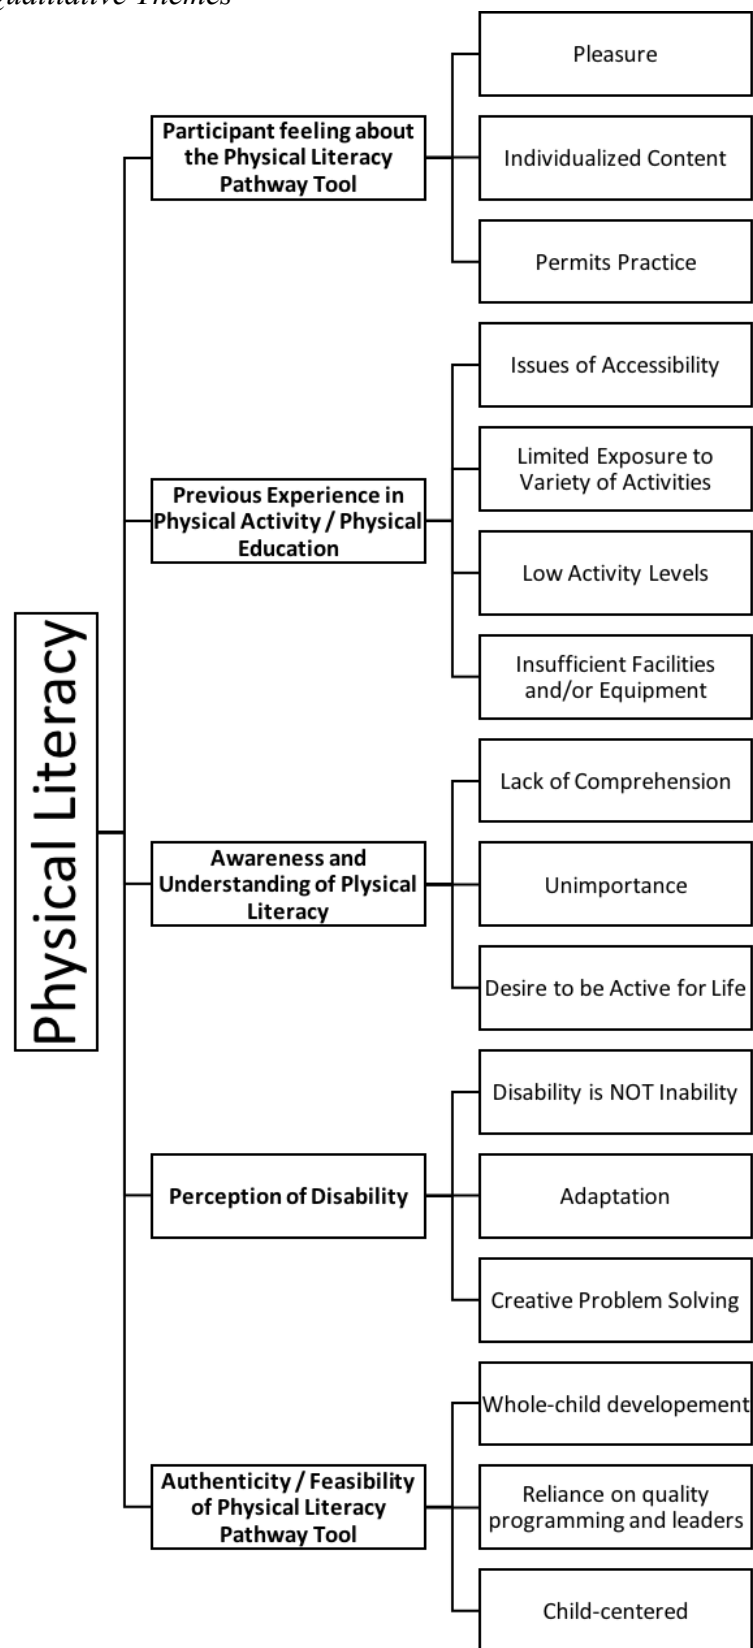 Qualitative Themes
Physical Literacy
Participant feeling about
the Physical Literacy
Pathway Tool
Pleasure
Individualized Content
Permits Practice
Previous Experience in
Physical Activity / Physical
Education
Issues of Accessibility
Limited Exposure to
Variety of Activities
Low Activity Levels
Insufficient Facilities
and/or Equipment
Awareness and
Understanding of Plysical
Literacy
Lack of Comprehension
Unimportance
Desire to be Active for Life
Perception of Disability
Disability is NOT Inability
Adaptation
Creative Problem Solving
Authenticity / Feasibility
of Physical Literacy
Pathway Tool
Whole-child developement
Reliance on quality
programming and leaders
Child-centered